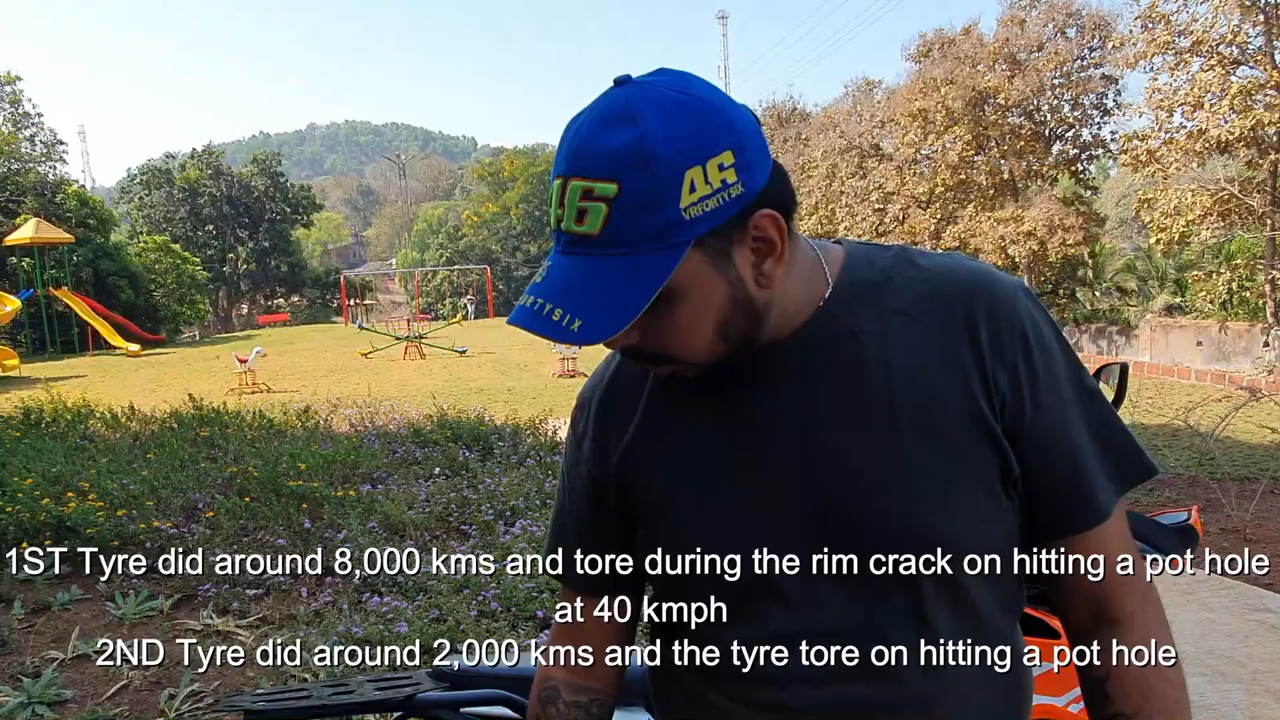 46
46
VRFORTYSIX
RTYSIX
1ST Tyre did around 8,000 kms and tore during the rim crack on hitting a pot hole
at 40 kmph
2ND Tyre did around 2,000 kms and the tyre tore on hitting a pot hole